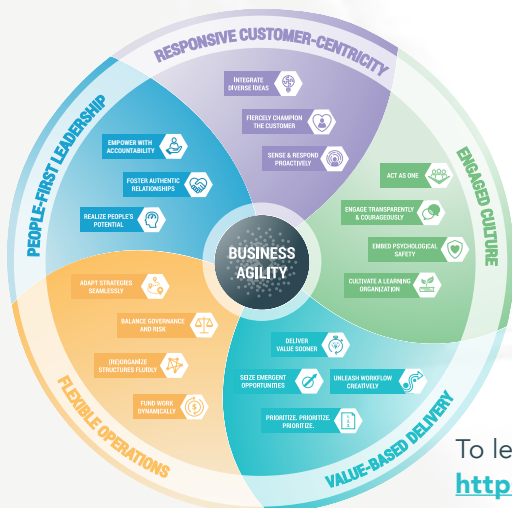 RESPONSIVE CUSTOMER-CENTRICITY
INTEGRATE
DIVERSE IDEAS
FIERCELY CHAMPION
THE CUSTOMER
SENSE & RESPOND
PROACTIVELY
PEOPLE-FIRST LEADERSHIP
EMPOWER WITH
ACCOUNTABILITY
FOSTER AUTHENTIC
RELATIONSHIPS
REALIZE PEOPLE'S
POTENTIAL
ENGAGED CULTURE
ACT AS ONE
ENGAGE TRANSPARENTLY
& COURAGEOUSLY
EMBED PSYCHOLOGICAL
SAFETY
CULTIVATE A LEARNING
ORGANIZATION
BUSINESS
AGILITY
ADAPT STRATEGIES
SEAMLESSLY
BALANCE GOVERNANCE
AND RISK
(RE)ORGANIZE
STRUCTURES FLUIDLY
FUND WORK
DYNAMICALLY
FLEXIBLE OPERATIONS
DELIVER
VALUE SOONER
SEIZE EMERGENT
OPPORTUNITIES
UNLEASH WORKFLOW
CREATIVELY
PRIORITIZE. PRIORITIZE.
PRIORITIZE.
VALUE-BASED DELIVERY
To le
http